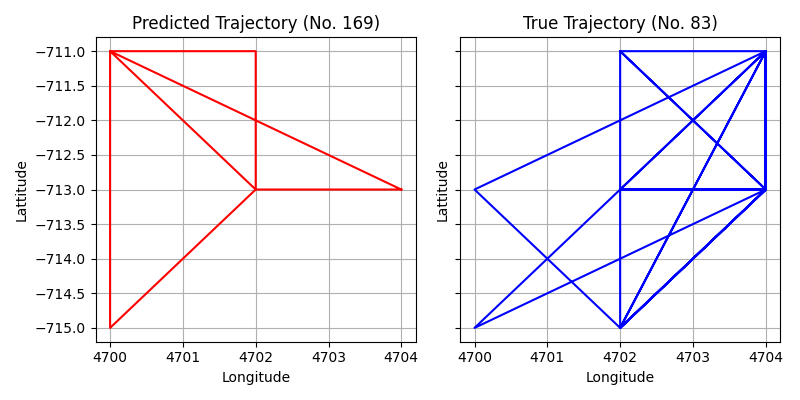 Predicted Trajectory (No. 169)
True Trajectory (No. 83)
−711.0
−711.5
−712.0
−712.5
−713.0
−713.5
−714.0
−714.5
−715.0
Lattitude
Lattitude
4700 4701 4702 4703 4704
4700 4701 4702 4703 4704
Longitude
Longitude